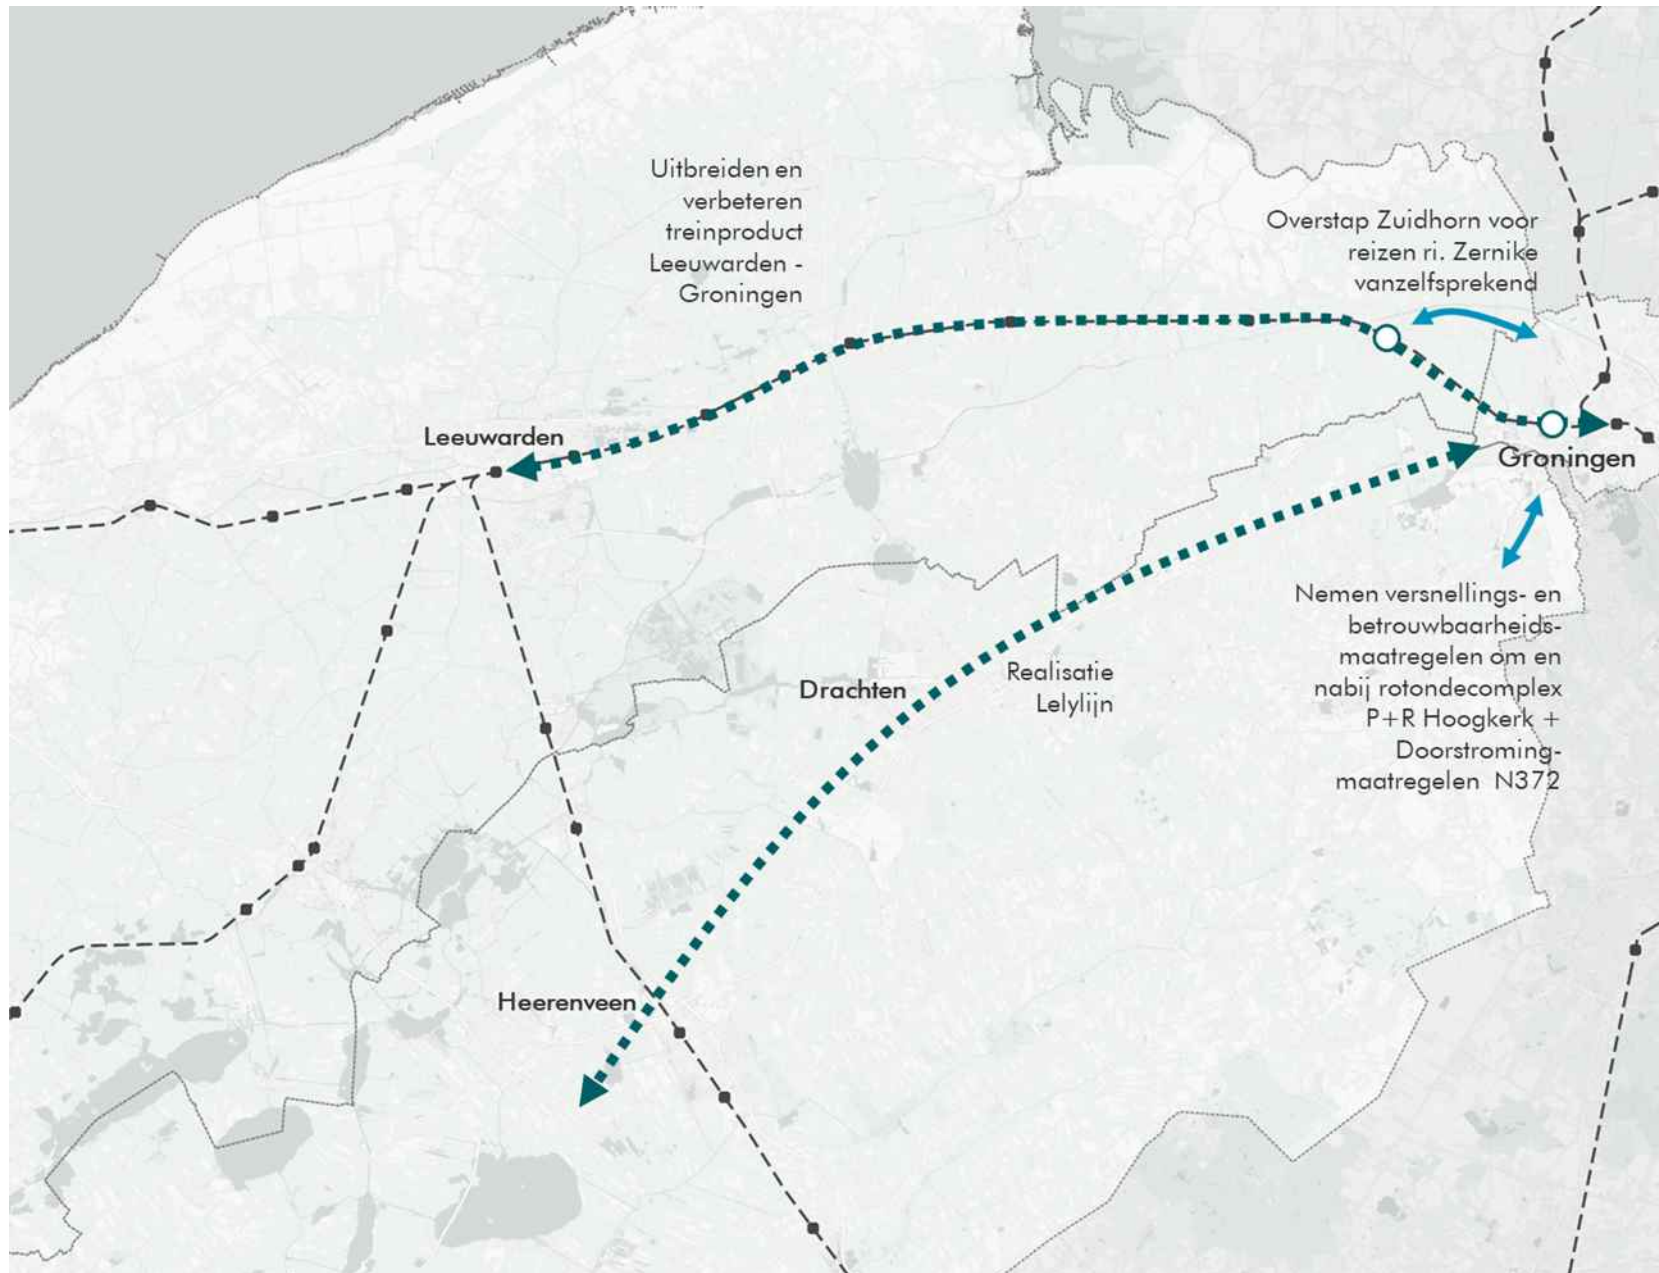 Uitbreiden en
verbeteren
treinproduct
Leeuwarden -
Groningen
Overstap Zuidhorn voor
reizen ri. Zernike
vanzelfsprekend
Leeuwarden
Groningen
Nemen versnellings- en
betrouwbaarheids-
maatregelen om en
nabij rotondecomplex
P+R Hoogkerk +
Doorstroming-
maatregelen N372
Drachten
Realisatie
Lelylijn
Heerenveen